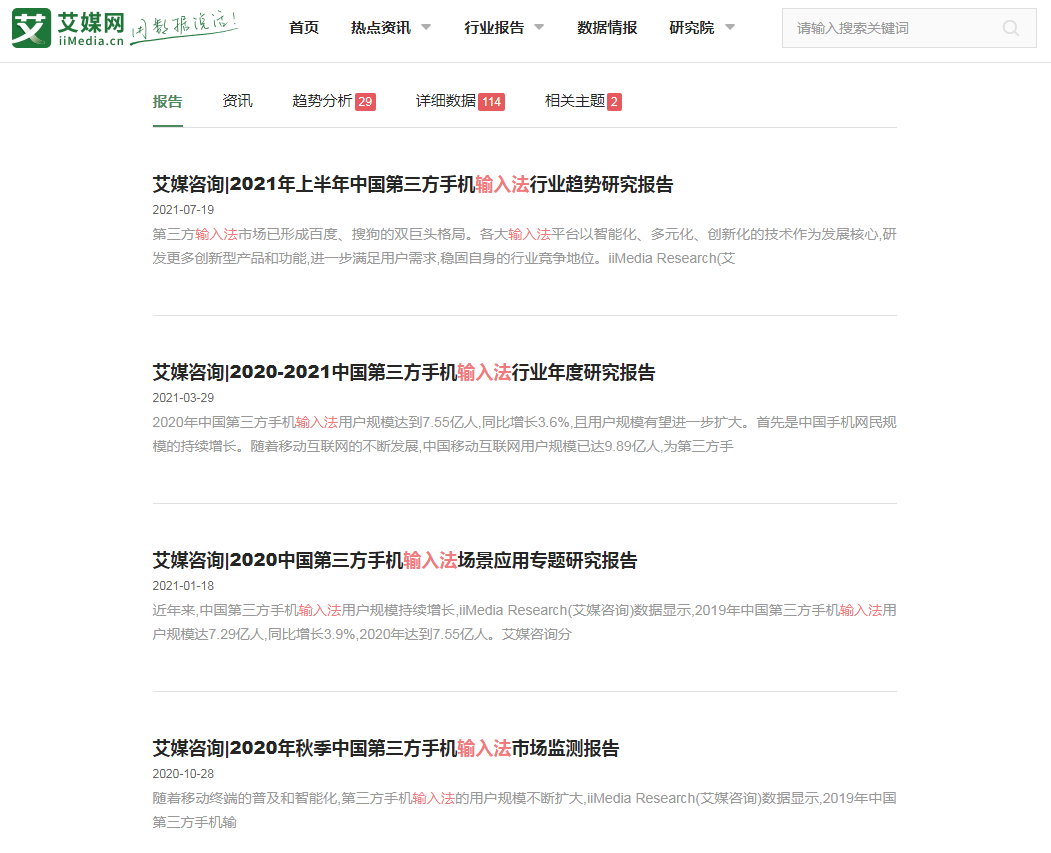 艾媒网
iiMedia.cn
用数据说话!
首页
热点资讯
行业报告
数据情报
研究院
请输入搜索关键词
报告
资讯
趋势分析 29
详细数据 114
相关主题 2
艾媒咨询|2021年上半年中国第三方手机输入法行业趋势研究报告
2021-07-19
第三方输入法市场已形成百度、搜狗的双巨头格局。各大输入法平台以智能化、多元化、创新化的技术作为发展核心,研
发更多创新型产品和功能,进一步满足用户需求,稳固自身的行业竞争地位。iiMedia Research(艾
艾媒咨询|2020-2021中国第三方手机输入法行业年度研究报告
2021-03-29
2020年中国第三方手机输入法用户规模达到7.55亿人,同比增长3.6%,且用户规模有望进一步扩大。首先是中国手机网民规
模的持续增长。随着移动互联网的不断发展,中国移动互联网用户规模已达9.89亿人,为第三方手
艾媒咨询|2020中国第三方手机输入法场景应用专题研究报告
2021-01-18
近年来,中国第三方手机输入法用户规模持续增长,iiMedia Research(艾媒咨询)数据显示,2019年中国第三方手机输入法用
户规模达7.29亿人,同比增长3.9%,2020年达到7.55亿人。艾媒咨询分
艾媒咨询|2020年秋季中国第三方手机输入法市场监测报告
2020-10-28
随着移动终端的普及和智能化,第三方手机输入法的用户规模不断扩大,iiMedia Research(艾媒咨询)数据显示,2019年中国
第三方手机输